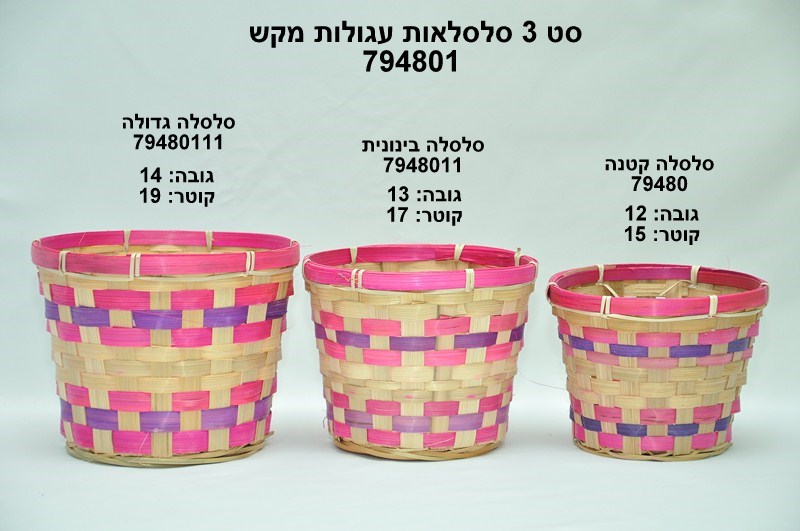 סט 3 סלסלאות עגולות מקש
794801
סלסלה גדולה
79480111
גובה: 14
קוטר: 19
סלסלה בינונית
7948011
גובה: 13
קוטר: 17
סלסלה קטנה
79480
גובה: 12
קוטר: 15